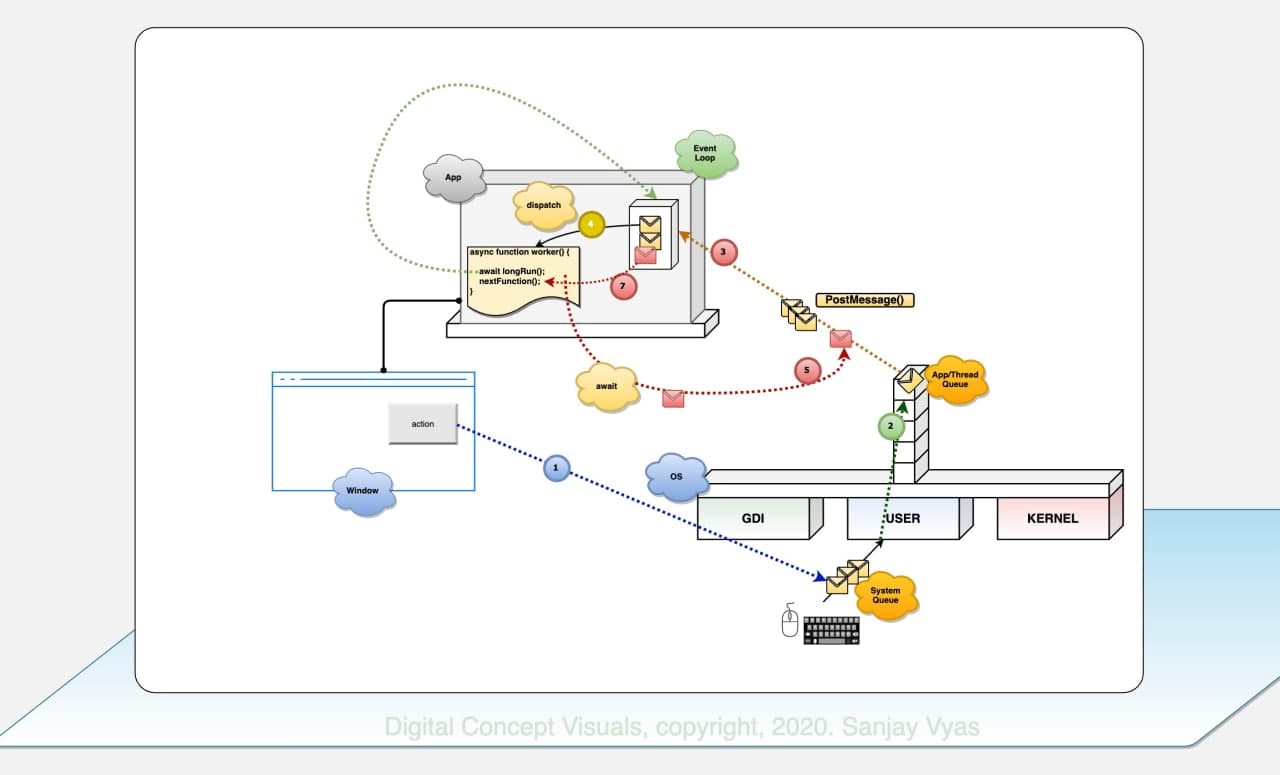 Event
Loop
App
dispatch
4
async function worker() {
await longRun();
nextFunction();
}
3
7
PostMessage()
5
await
App/Thread
Queue
2
action
1
Window
OS
GDI
USER
KERNEL
System
Queue
Digital Concept Visuals, copyright, 2020. Sanjay Vyas